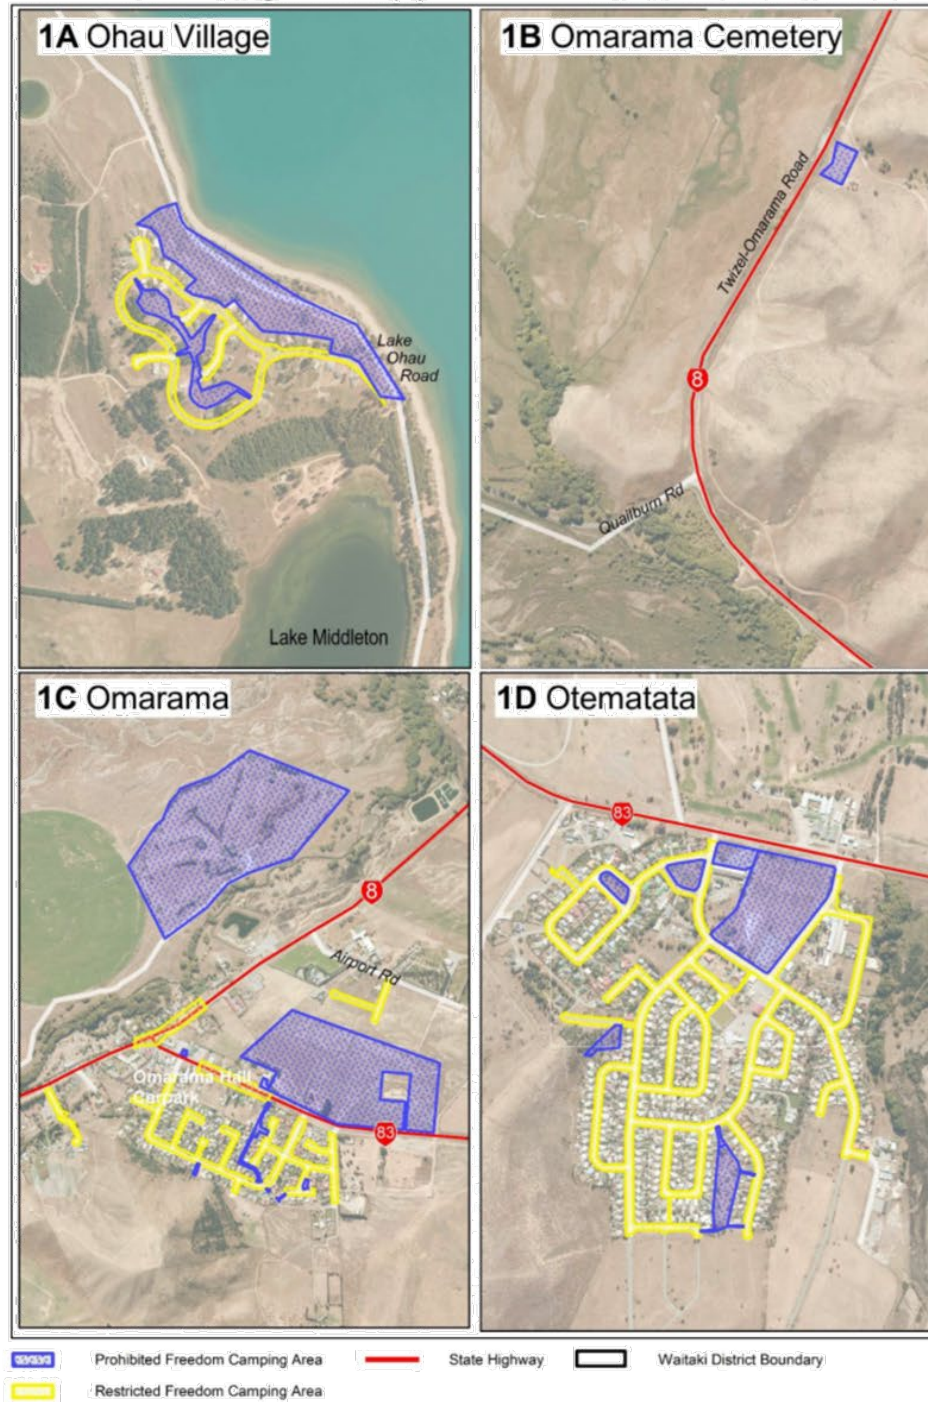 1A Ohau Village
Lake
Ohau
Road
Lake Middleton
1B Omarama Cemetery
Twizel-Omarama Road
8
Quailburn Rd
1C Omarama
8
Airport Rd
Omarama Hall
Carpark
83
1D Otematata
83
Prohibited Freedom Camping Area
State Highway
Waitaki District Boundary
Restricted Freedom Camping Area